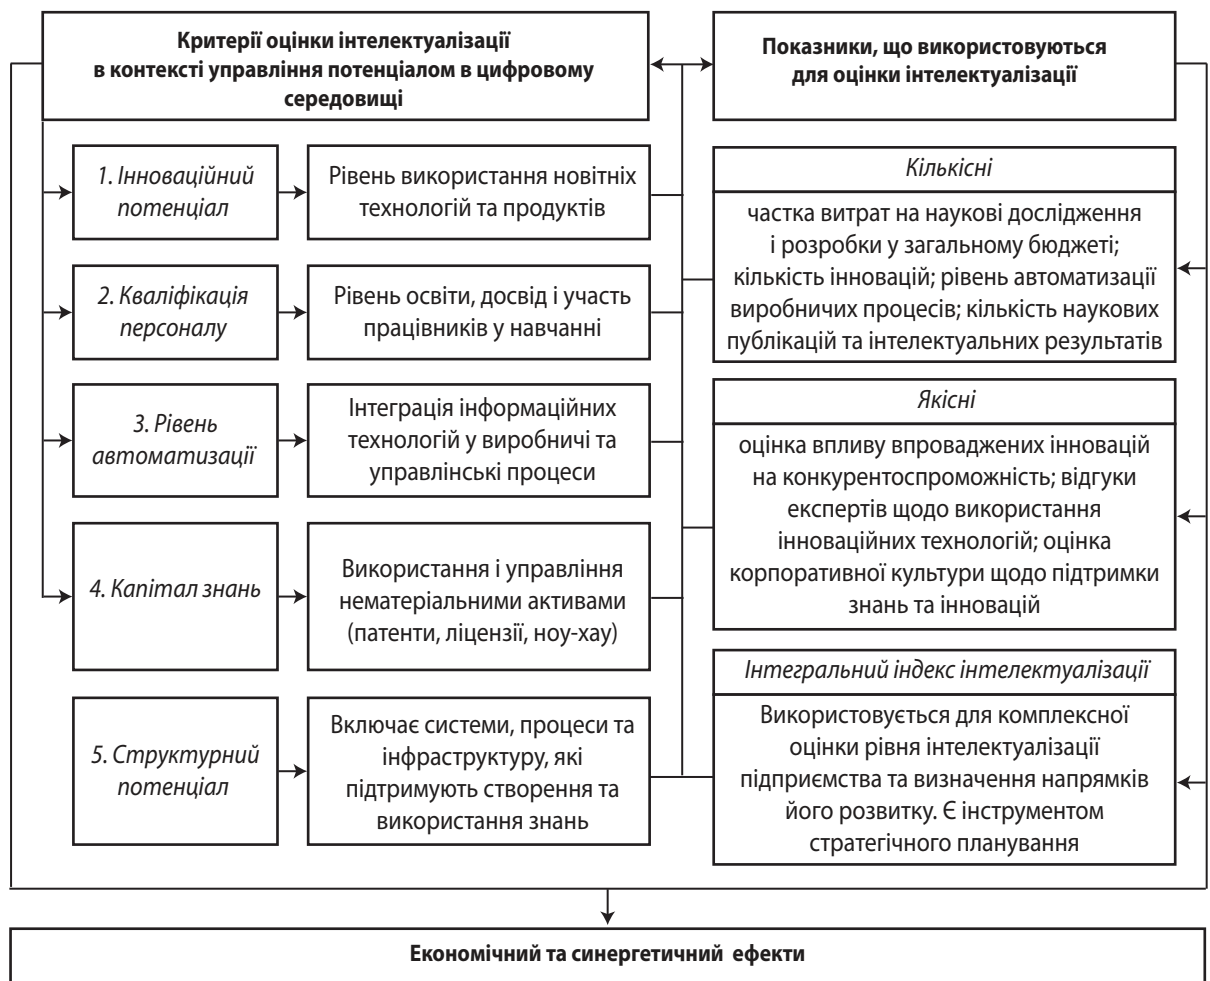 Критерії оцінки інтелектуалізації
в контексті управління потенціалом в цифровому
середовищі
Показники, що використовуються
для оцінки інтелектуалізації
1. Інноваційний
потенціал
Рівень використання новітніх
технологій та продуктів
2. Кваліфікація
персоналу
Рівень освіти, досвід і участь
працівників у навчанні
3. Рівень
автоматизації
Інтеграція інформаційних
технологій у виробничі та
управлінські процеси
4. Капітал знань
Використання і управління
нематеріальними активами
(патенти, ліцензії, ноу-хау)
5. Структурний
потенціал
Включає системи, процеси та
інфраструктуру, які
підтримують створення та
використання знань
Кількісні
частка витрат на наукові дослідження
і розробки у загальному бюджеті;
кількість інновацій; рівень автоматизації
виробничих процесів; кількість наукових
публікацій та інтелектуальних результатів
Якісні
оцінка впливу впроваджених інновацій
на конкурентоспроможність; відгуки
експертів щодо використання
інноваційних технологій; оцінка
корпоративної культури щодо підтримки
знань та інновацій
Інтегральний індекс інтелектуалізації
Використовується для комплексної
оцінки рівня інтелектуалізації
підприємства та визначення напрямків
його розвитку. Є інструментом
стратегічного планування
Економічний та синергетичний ефекти